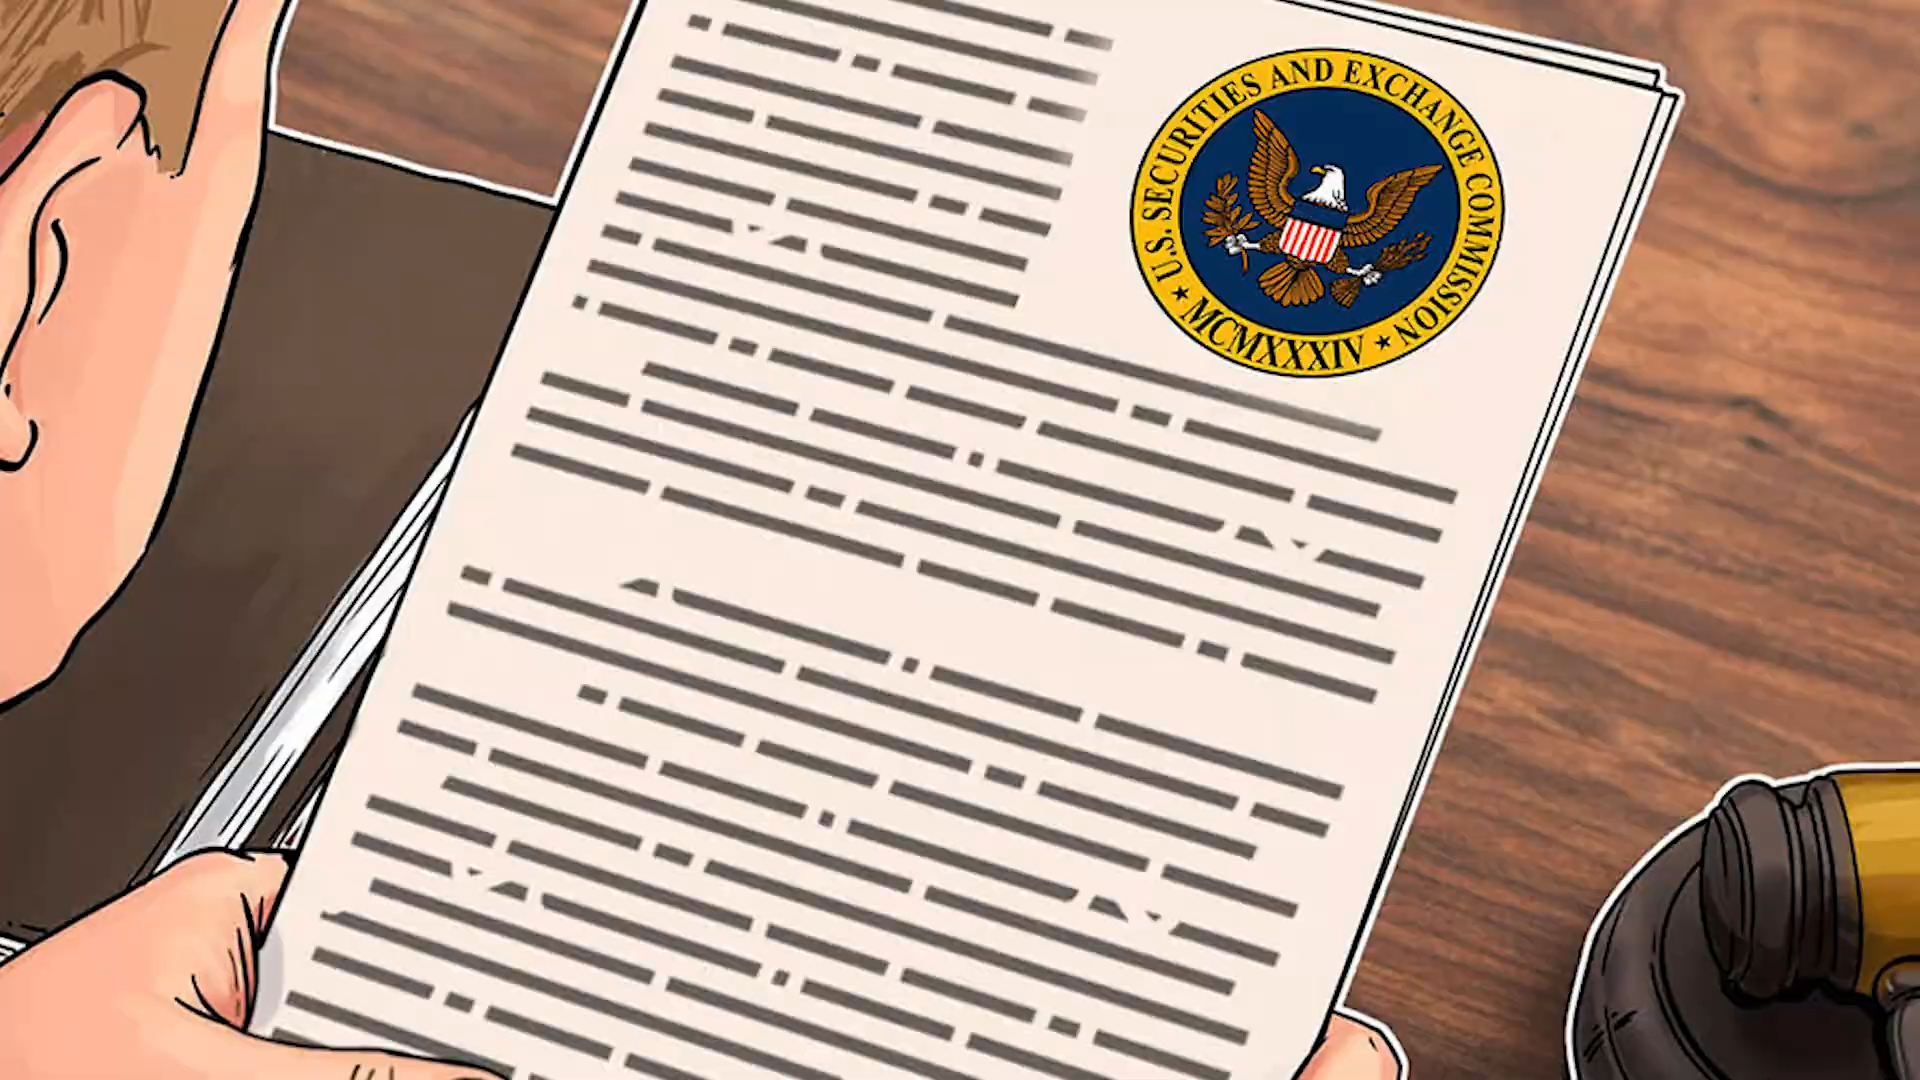 U.S. SECURITIES AND EXCHANGE COMMISSION
★ MCMXXXIV ★